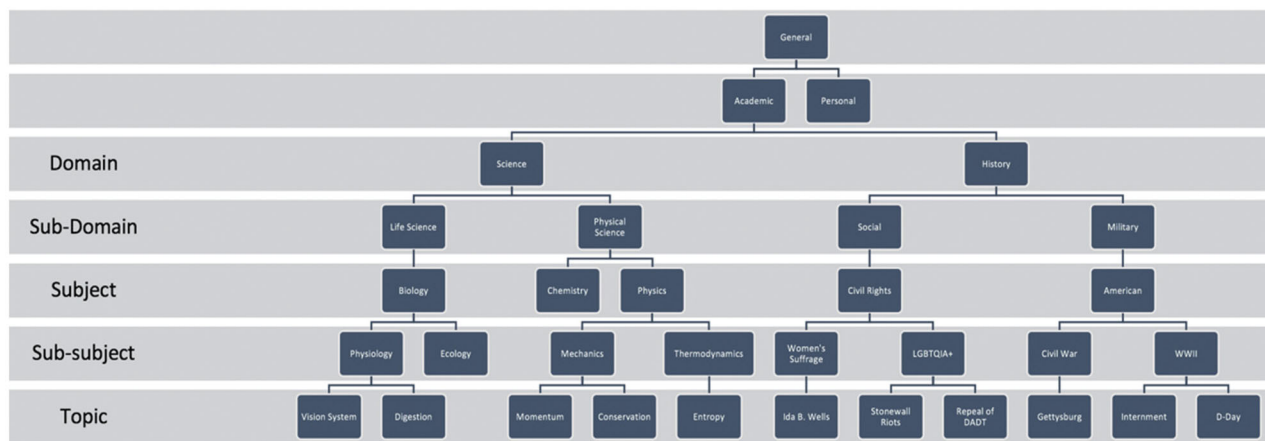 General
Academic
Personal
Domain
Science
History
Sub-Domain
Life Science
Physical
Science
Social
Military
Subject
Biology
Chemistry
Physics
Civil Rights
American
Sub-subject
Physiology
Ecology
Mechanics
Thermodynamics
Women's
Suffrage
LGBTQIA+
Civil War
WWII
Topic
Vision System
Digestion
Momentum
Conservation
Entropy
Ida B. Wells
Stonewall
Riots
Repeal of
DADT
Gettysburg
Internment
D-Day